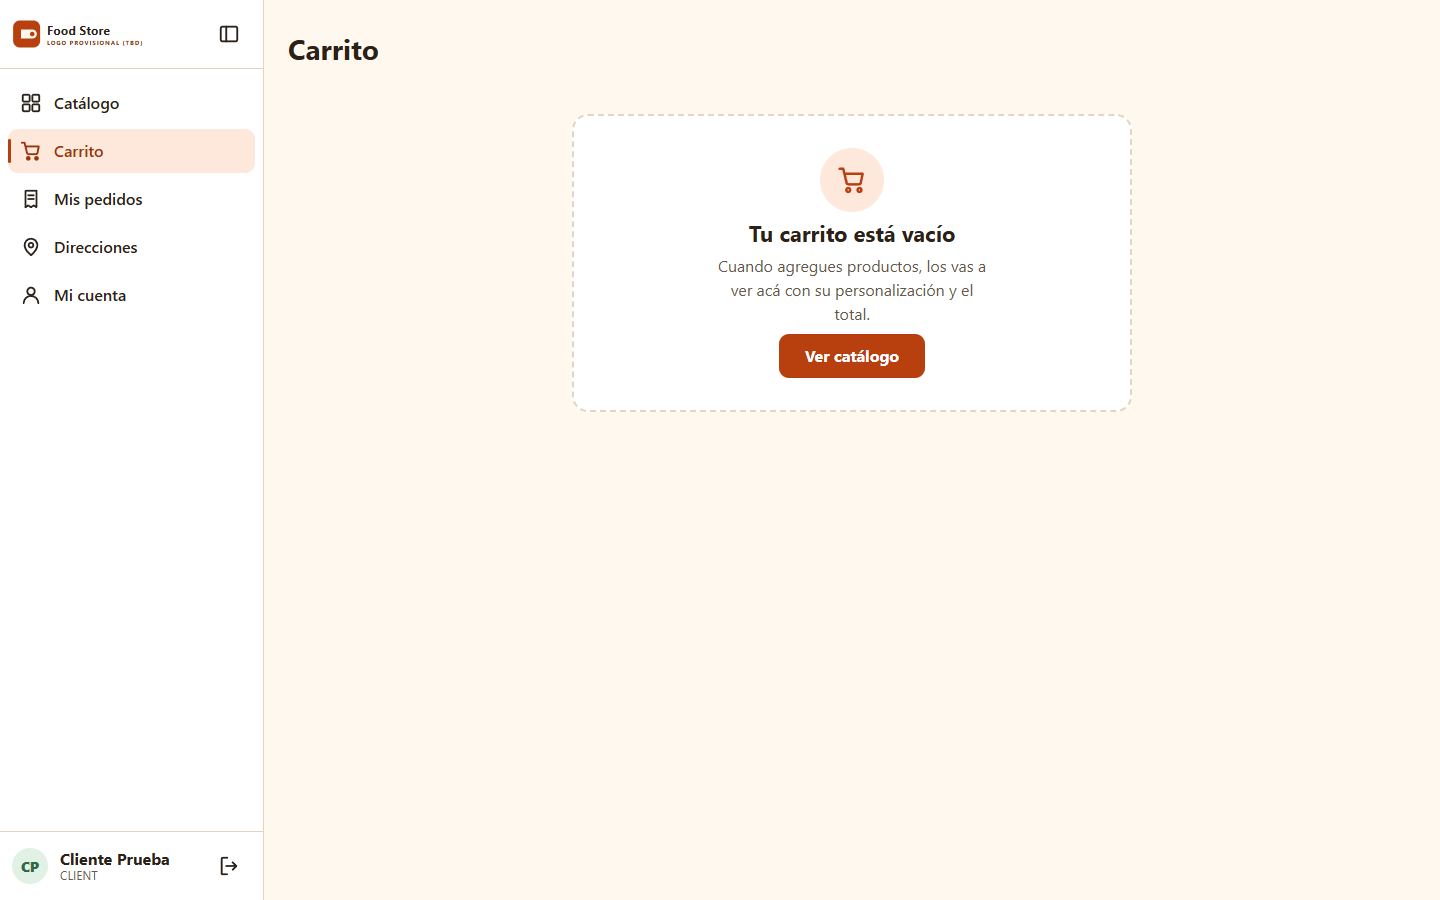 Food Store
LOGO PROVISIONAL (TBD)
Catálogo
Carrito
Mis pedidos
Direcciones
Mi cuenta
CP
Cliente Prueba
CLIENT
Carrito
Tu carrito está vacío
Cuando agregues productos, los vas a
ver acá con su personalización y el
total.
Ver catálogo